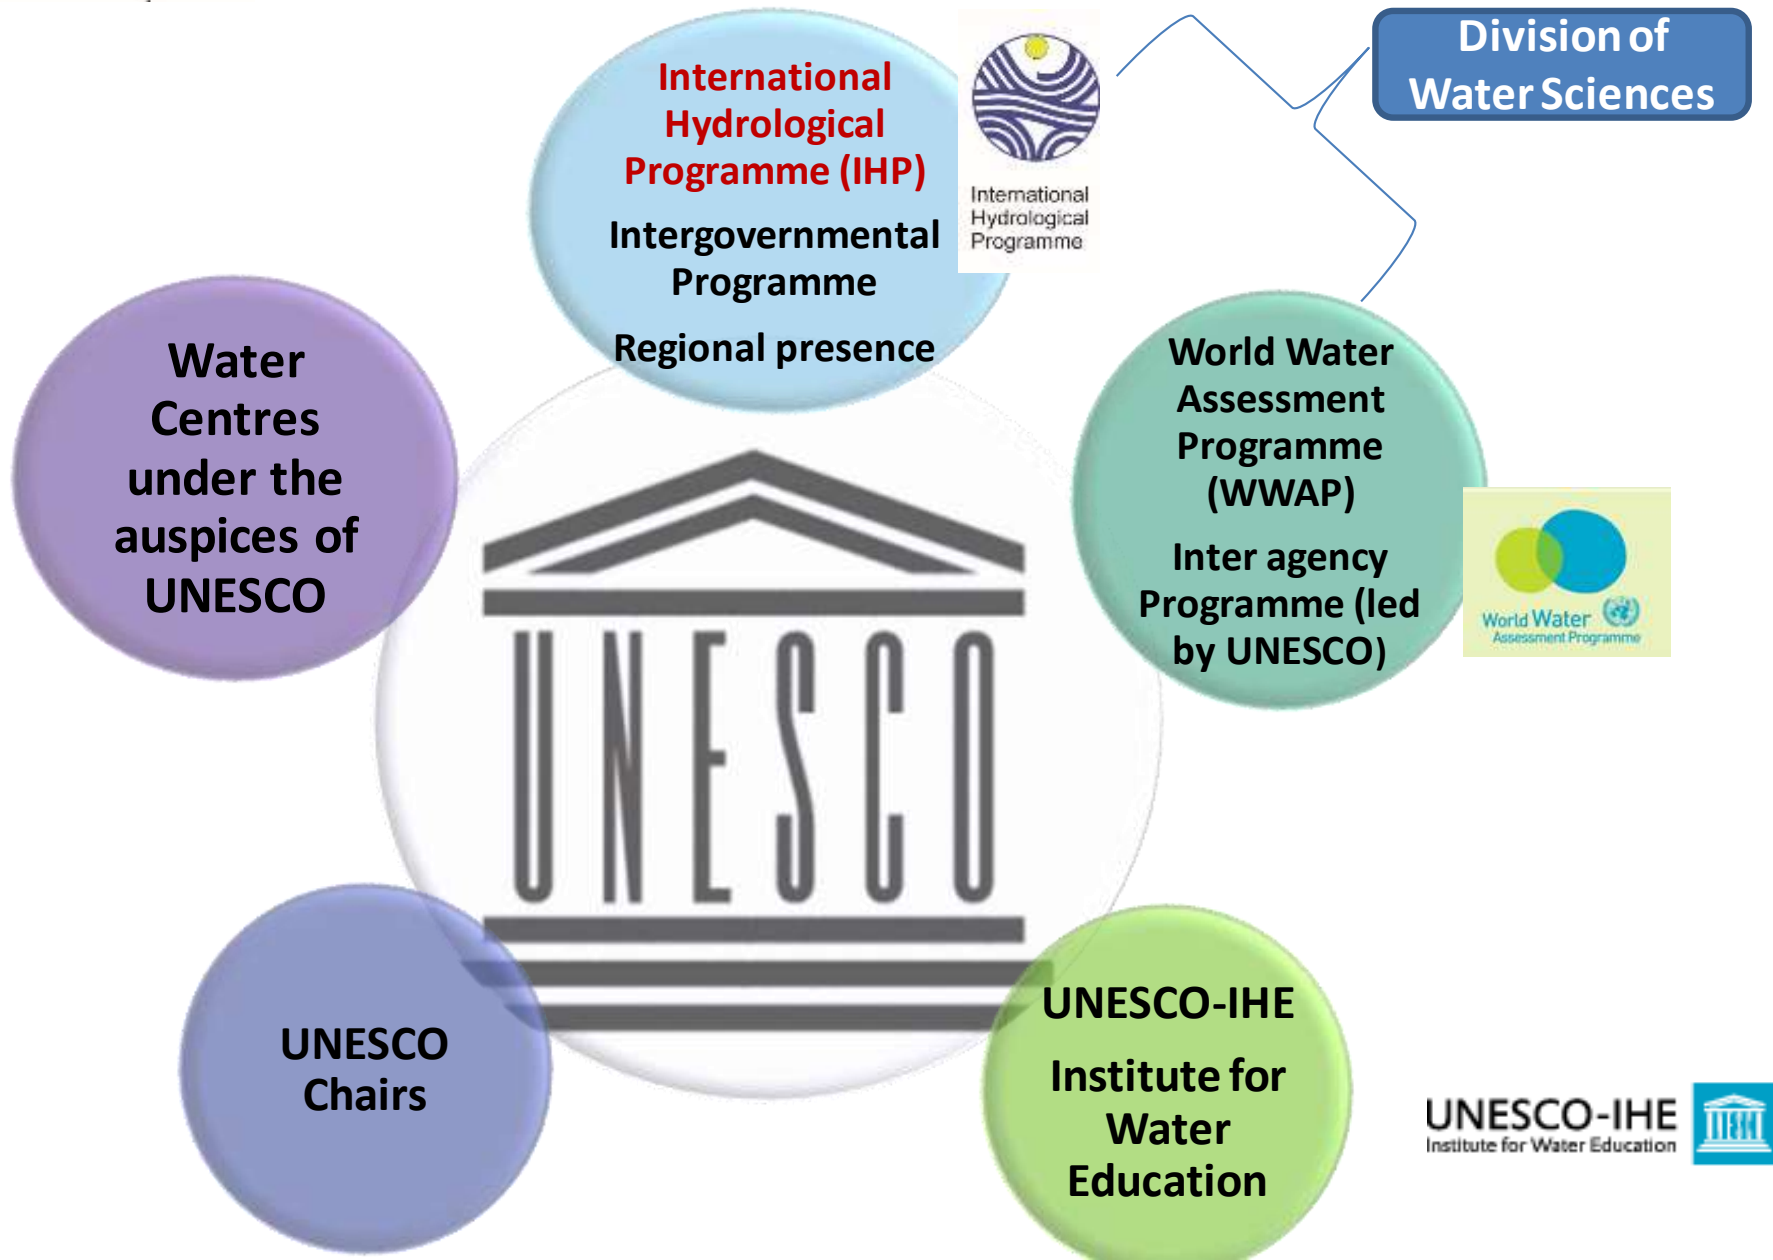 International
Hydrological
Programme (IHP)
Intergovernmental
Programme
Regional presence
International
Hydrological
Programme
Division of
Water Sciences
Water
Centres
under the
auspices of
UNESCO
World Water
Assessment
Programme
(WWAP)
Inter agency
Programme (led
by UNESCO)
World Water
Assessment Programme
UNESCO
UNESCO
Chairs
UNESCO-IHE
Institute for
Water
Education
UNESCO-IHE
Institute for Water Education